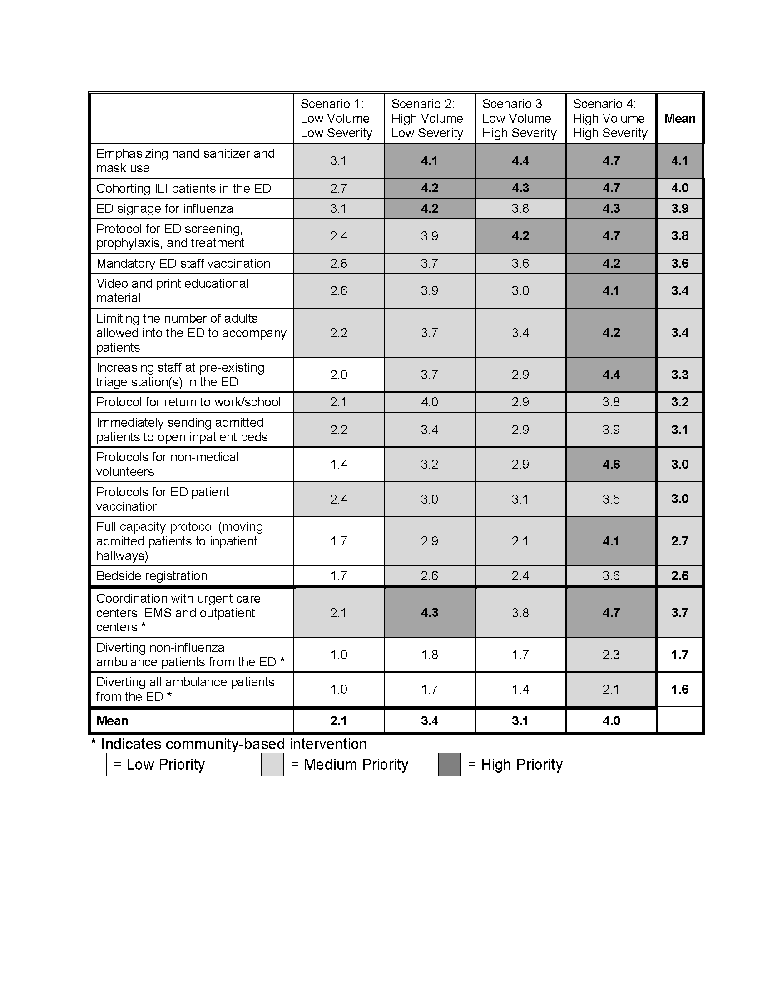 Scenario 1:
Low Volume
Low Severity
Scenario 2:
High Volume
Low Severity
Scenario 3:
Low Volume
High Severity
Scenario 4:
High Volume
High Severity
Mean
Emphasizing hand sanitizer and
mask use
3.1 4.1 4.4 4.7 4.1
Cohorting ILI patients in the ED 2.7 4.2 4.3 4.7 4.0
ED signage for influenza 3.1 4.2 3.8 4.3 3.9
Protocol for ED screening,
prophylaxis, and treatment
2.4 3.9 4.2 4.7 3.8
Mandatory ED staff vaccination 2.8 3.7 3.6 4.2 3.6
Video and print educational
material
2.6 3.9 3.0 4.1 3.4
Limiting the number of adults
allowed into the ED to accompany
patients
2.2 3.7 3.4 4.2 3.4
Increasing staff at pre-existing
triage station(s) in the ED
2.0 3.7 2.9 4.4 3.3
Protocol for return to work/school 2.1 4.0 2.9 3.8 3.2
Immediately sending admitted
patients to open inpatient beds
2.2 3.4 2.9 3.9 3.1
Protocols for non-medical
volunteers
1.4 3.2 2.9 4.6 3.0
Protocols for ED patient
vaccination
2.4 3.0 3.1 3.5 3.0
Full capacity protocol (moving
admitted patients to inpatient
hallways)
1.7 2.9 2.1 4.1 2.7
Bedside registration 1.7 2.6 2.4 3.6 2.6
Coordination with urgent care
centers, EMS and outpatient
centers *
2.1 4.3 3.8 4.7 3.7
Diverting non-influenza
ambulance patients from the ED *
1.0 1.8 1.7 2.3 1.7
Diverting all ambulance patients
from the ED *
1.0 1.7 1.4 2.1 1.6
Mean 2.1 3.4 3.1 4.0
* Indicates community-based intervention
= Low Priority = Medium Priority = High Priority